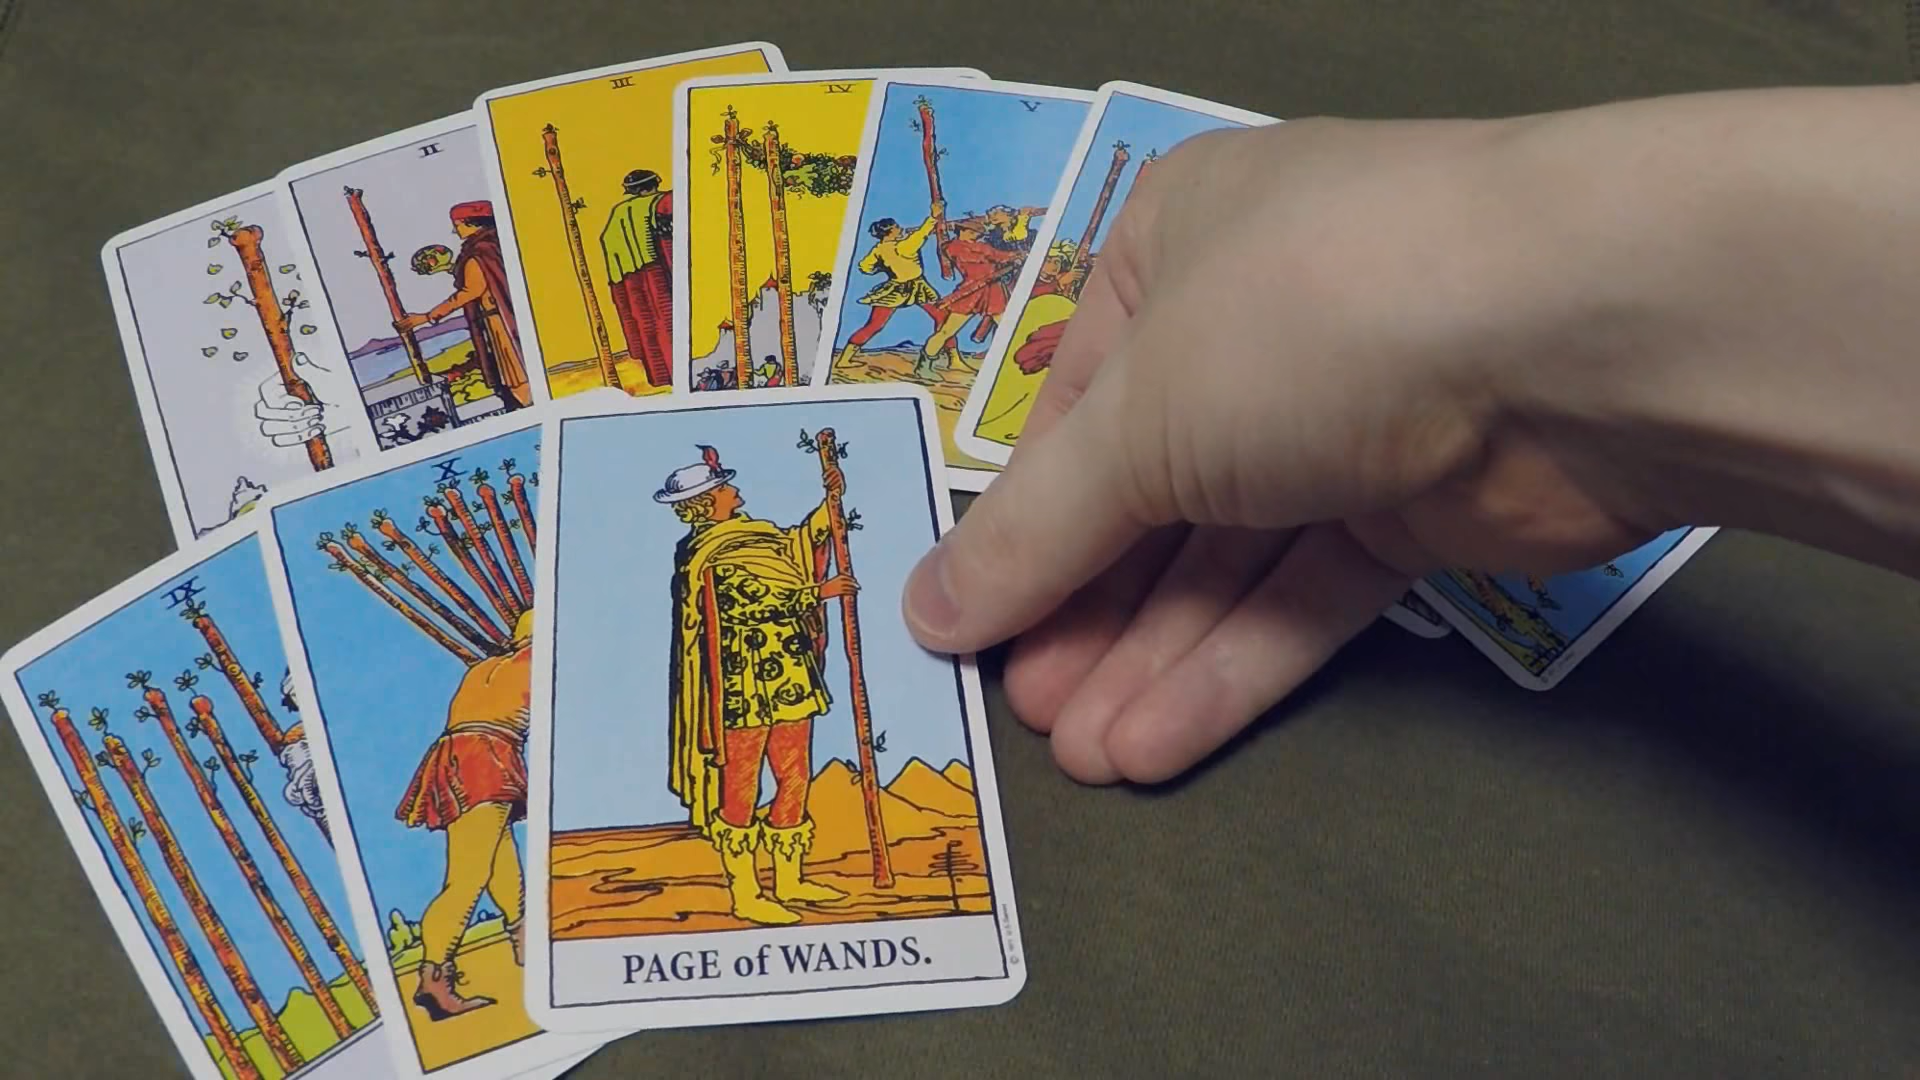 II
III
IV
V
IX
X
PAGE of WANDS.